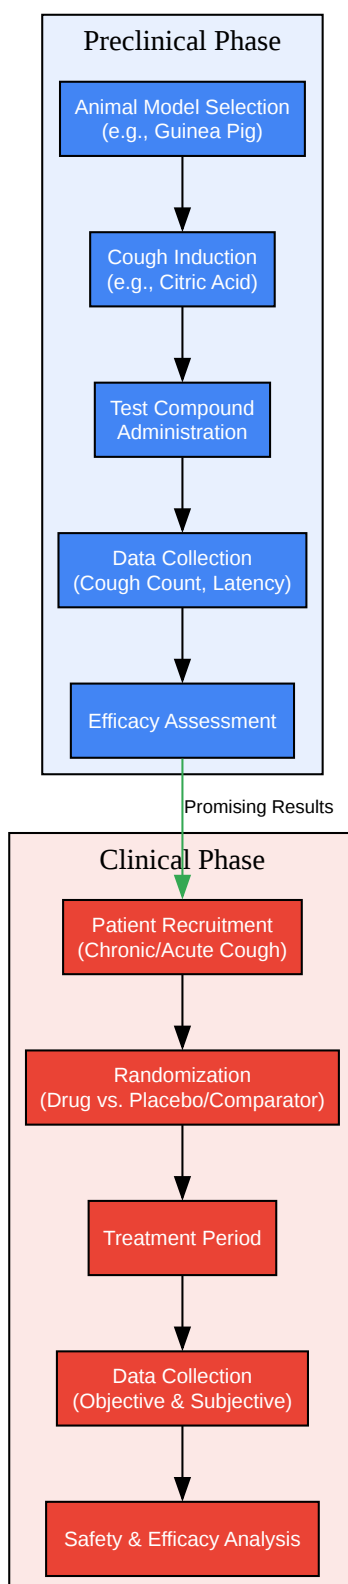 Preclinical Phase
Animal Model Selection
(e.g., Guinea Pig)
Cough Induction
(e.g., Citric Acid)
Test Compound
Administration
Data Collection
(Cough Count, Latency)
Efficacy Assessment
Promising Results
Clinical Phase
Patient Recruitment
(Chronic/Acute Cough)
Randomization
(Drug vs. Placebo/Comparator)
Treatment Period
Data Collection
(Objective & Subjective)
Safety & Efficacy Analysis